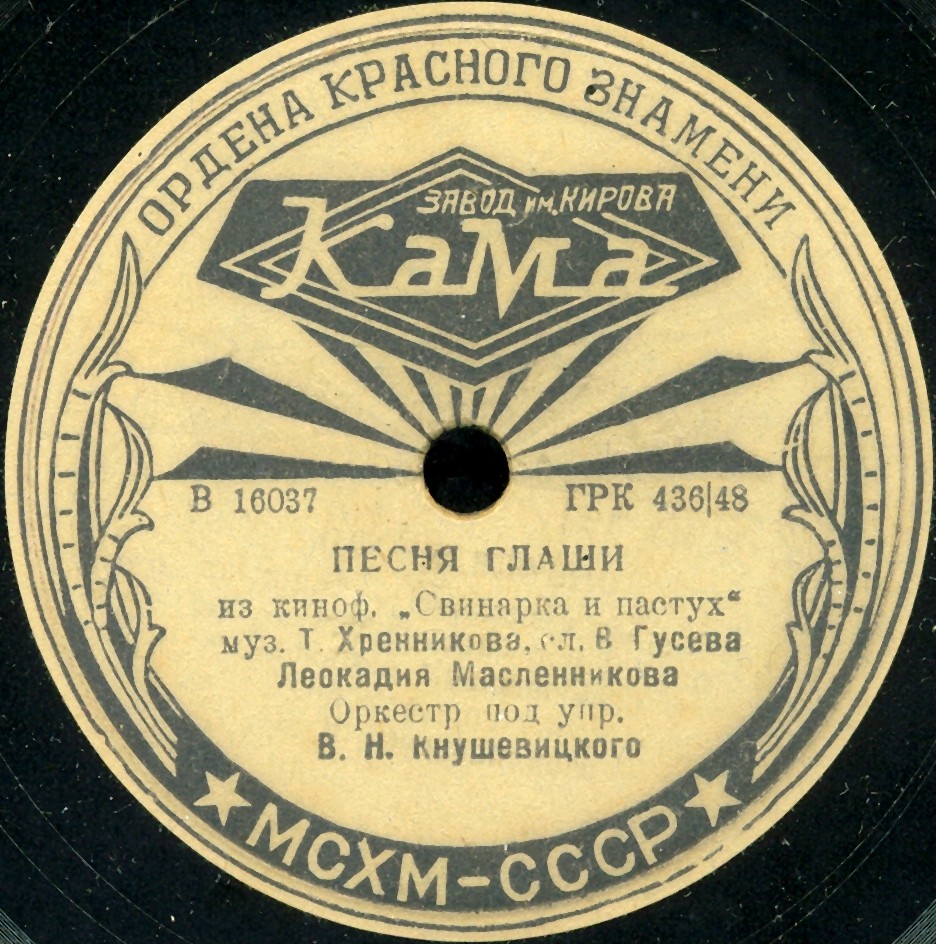 ОРДЕНА КРАСНОГО ЗНАМЕНИ
ЗАВОД им. КИРОВА
КаМа
В 16037
ГРК 436|48
ПЕСНЯ ГЛАШИ
из киноф. „Свинарка и пастух“
муз. Т. Хренникова, сл. В Гусева
Леокадия Масленникова
Оркестр под упр.
В. Н. Кнушевицкого
МСХМ–СССР